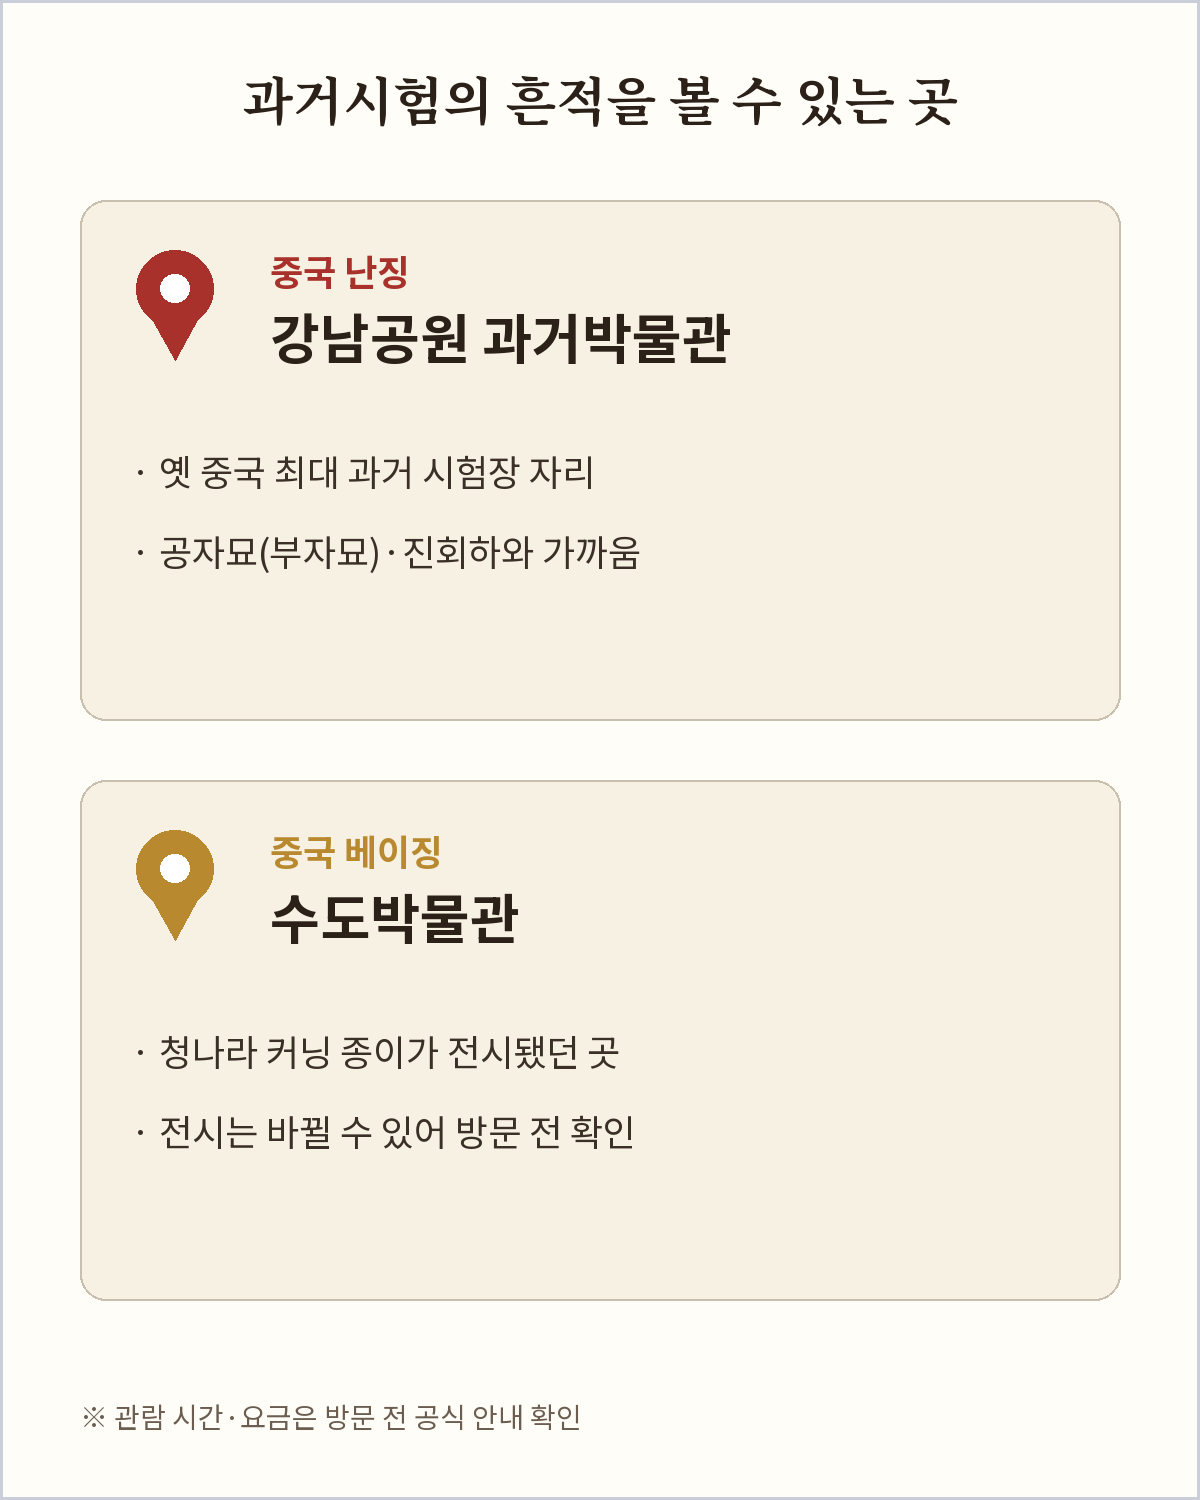 과거시험의 흔적을 볼 수 있는 곳
중국 난징
강남공원 과거박물관
· 옛 중국 최대 과거 시험장 자리
· 공자묘(부자묘)·진회하와 가까움
중국 베이징
수도박물관
· 청나라 커닝 종이가 전시됐던 곳
· 전시는 바뀔 수 있어 방문 전 확인
※ 관람 시간·요금은 방문 전 공식 안내 확인